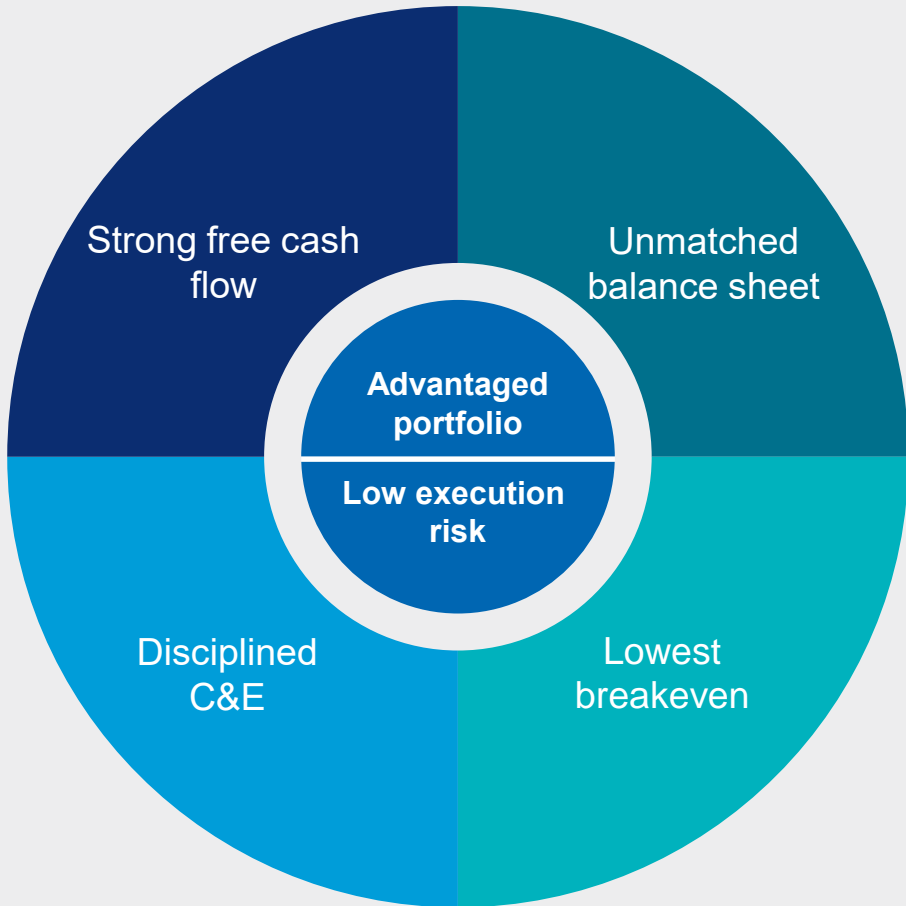 Strong free cash
flow
Unmatched
balance sheet
Advantaged
portfolio
Low execution
risk
Disciplined
C&E
Lowest
breakeven